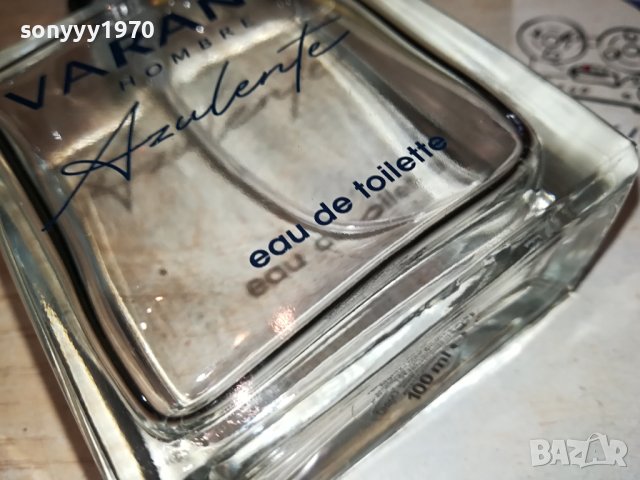 sonyyy1970
VARAN
HOMBRE
Azulente
eau de toilette
100 ml
BAZAR